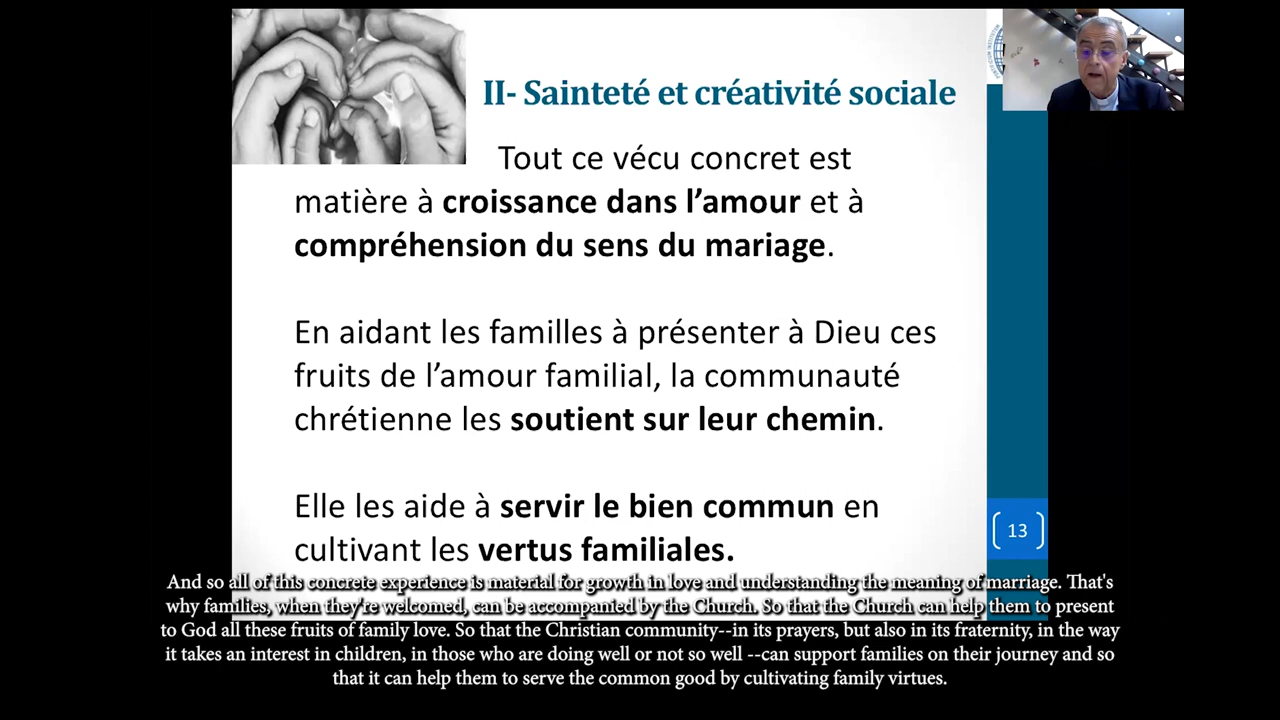 II- Sainteté et créativité sociale
Tout ce vécu concret est
matière à croissance dans l’amour et à
compréhension du sens du mariage.
En aidant les familles à présenter à Dieu ces
fruits de l’amour familial, la communauté
chrétienne les soutient sur leur chemin.
Elle les aide à servir le bien commun en
cultivant les vertus familiales.
13
And so all of this concrete experience is material for growth in love and understanding the meaning of marriage. That's
why families, when they're welcomed, can be accompanied by the Church. So that the Church can help them to present
to God all these fruits of family love. So that the Christian community--in its prayers, but also in its fraternity, in the way
it takes an interest in children, in those who are doing well or not so well --can support families on their journey and so
that it can help them to serve the common good by cultivating family virtues.